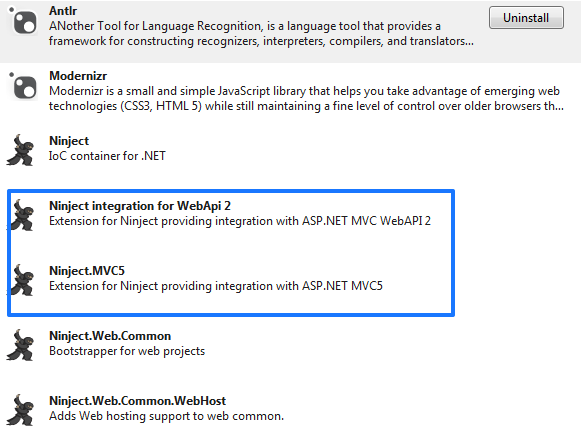 Antlr
ANother Tool for Language Recognition, is a language tool that provides a
framework for constructing recognizers, interpreters, compilers, and translators...
Uninstall
Modernizr
Modernizr is a small and simple JavaScript library that helps you take advantage of emerging web
technologies (CSS3, HTML 5) while still maintaining a fine level of control over older browsers th...
Ninject
IoC container for .NET
Ninject integration for WebApi 2
Extension for Ninject providing integration with ASP.NET MVC WebAPI 2
Ninject.MVC5
Extension for Ninject providing integration with ASP.NET MVC5
Ninject.Web.Common
Bootstrapper for web projects
Ninject.Web.Common.WebHost
Adds Web hosting support to web common.